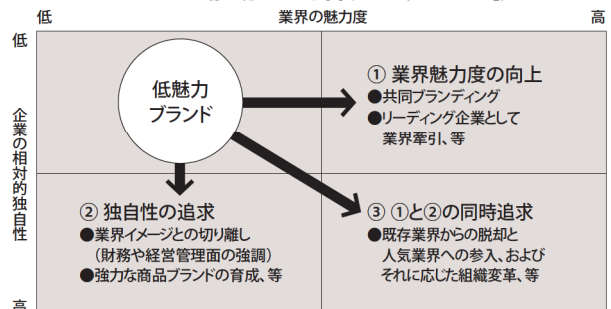 低
業界の魅力度
高
低
企業の相対的独自性
高
低魅力
ブランド
① 業界魅力度の向上
●共同ブランディング
●リーディング企業として
業界牽引、等
② 独自性の追求
●業界イメージとの切り離し
(財務や経営管理面の強調)
●強力な商品ブランドの育成、等
③ ①と②の同時追求
●既存業界からの脱却と
人気業界への参入、および
それに応じた組織変革、等